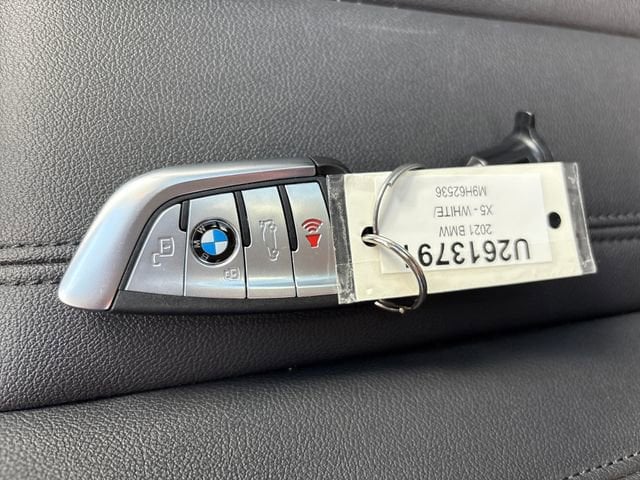 BMW
U261379
2021 BMW
X5- WHITE/
M9H62536